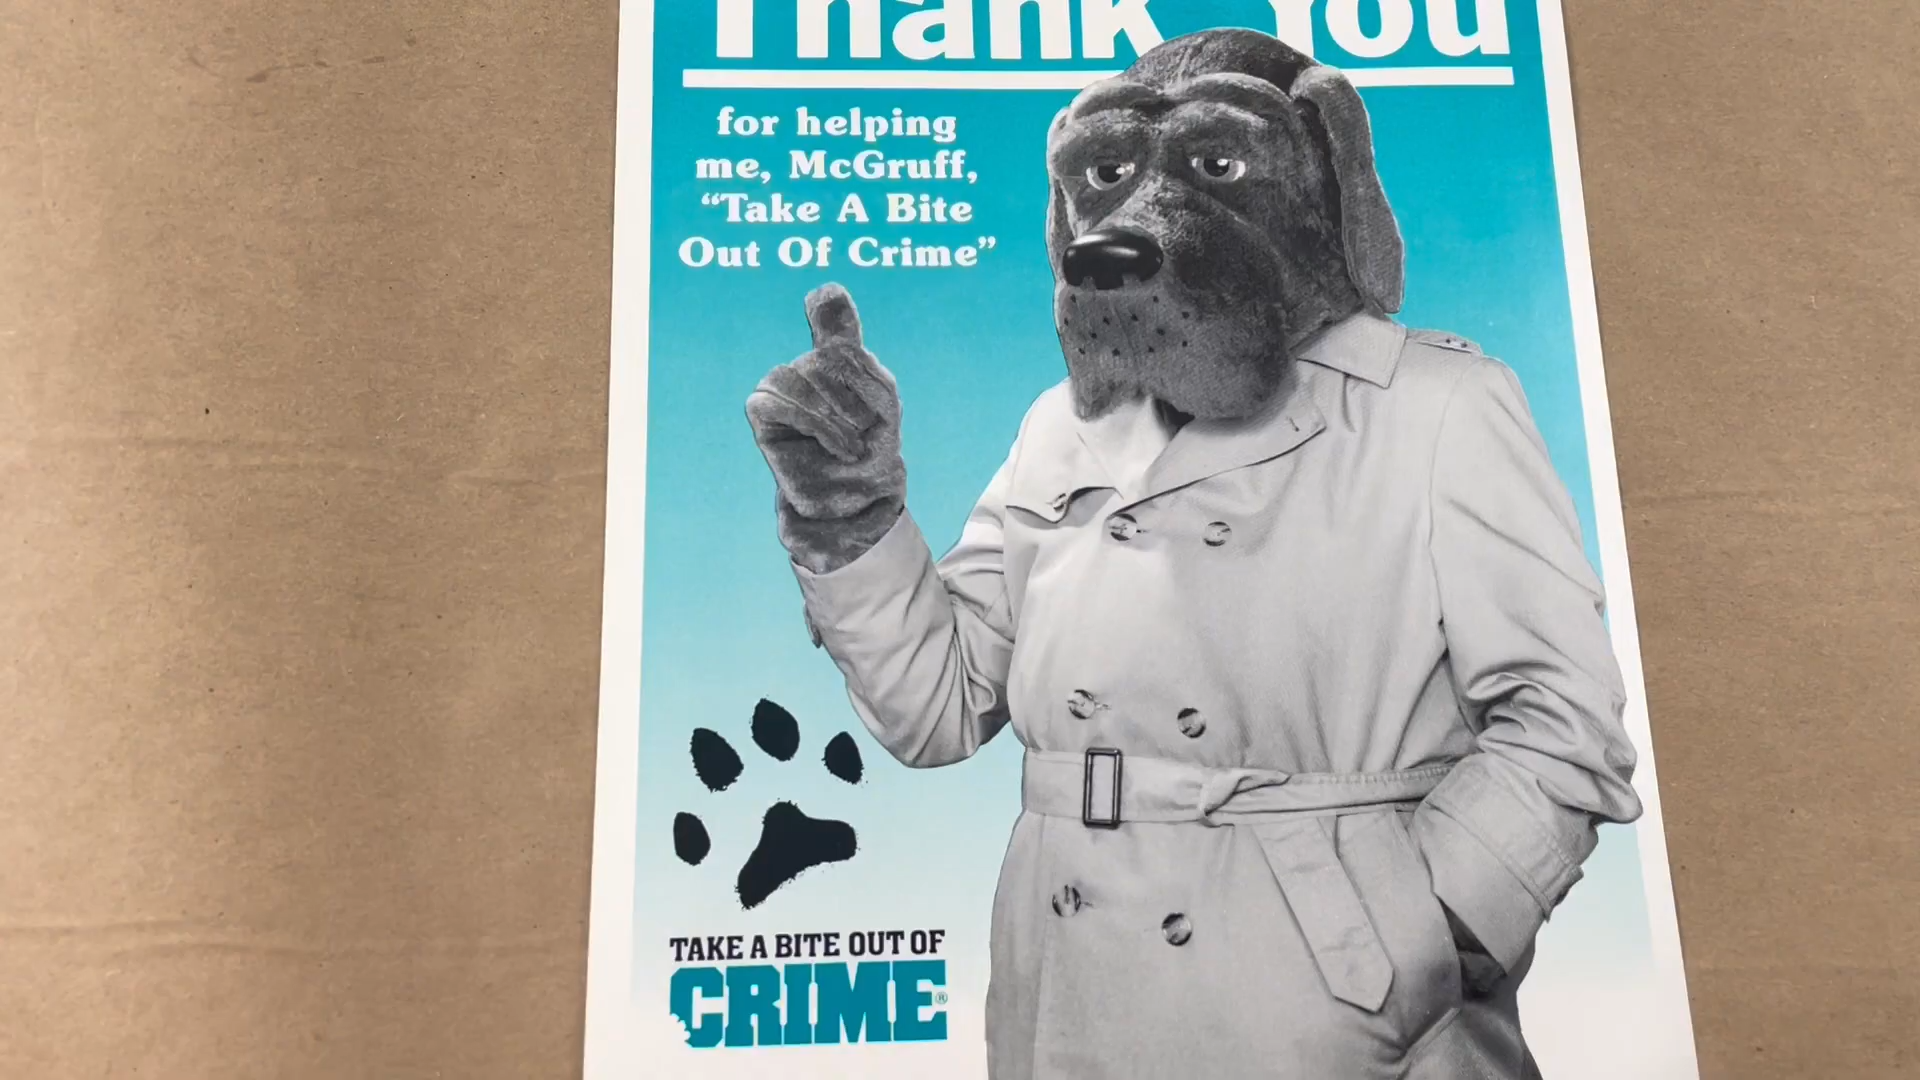 Thank You
for helping
me, McGruff,
“Take A Bite
Out Of Crime”
TAKE A BITE OUT OF
CRIME®